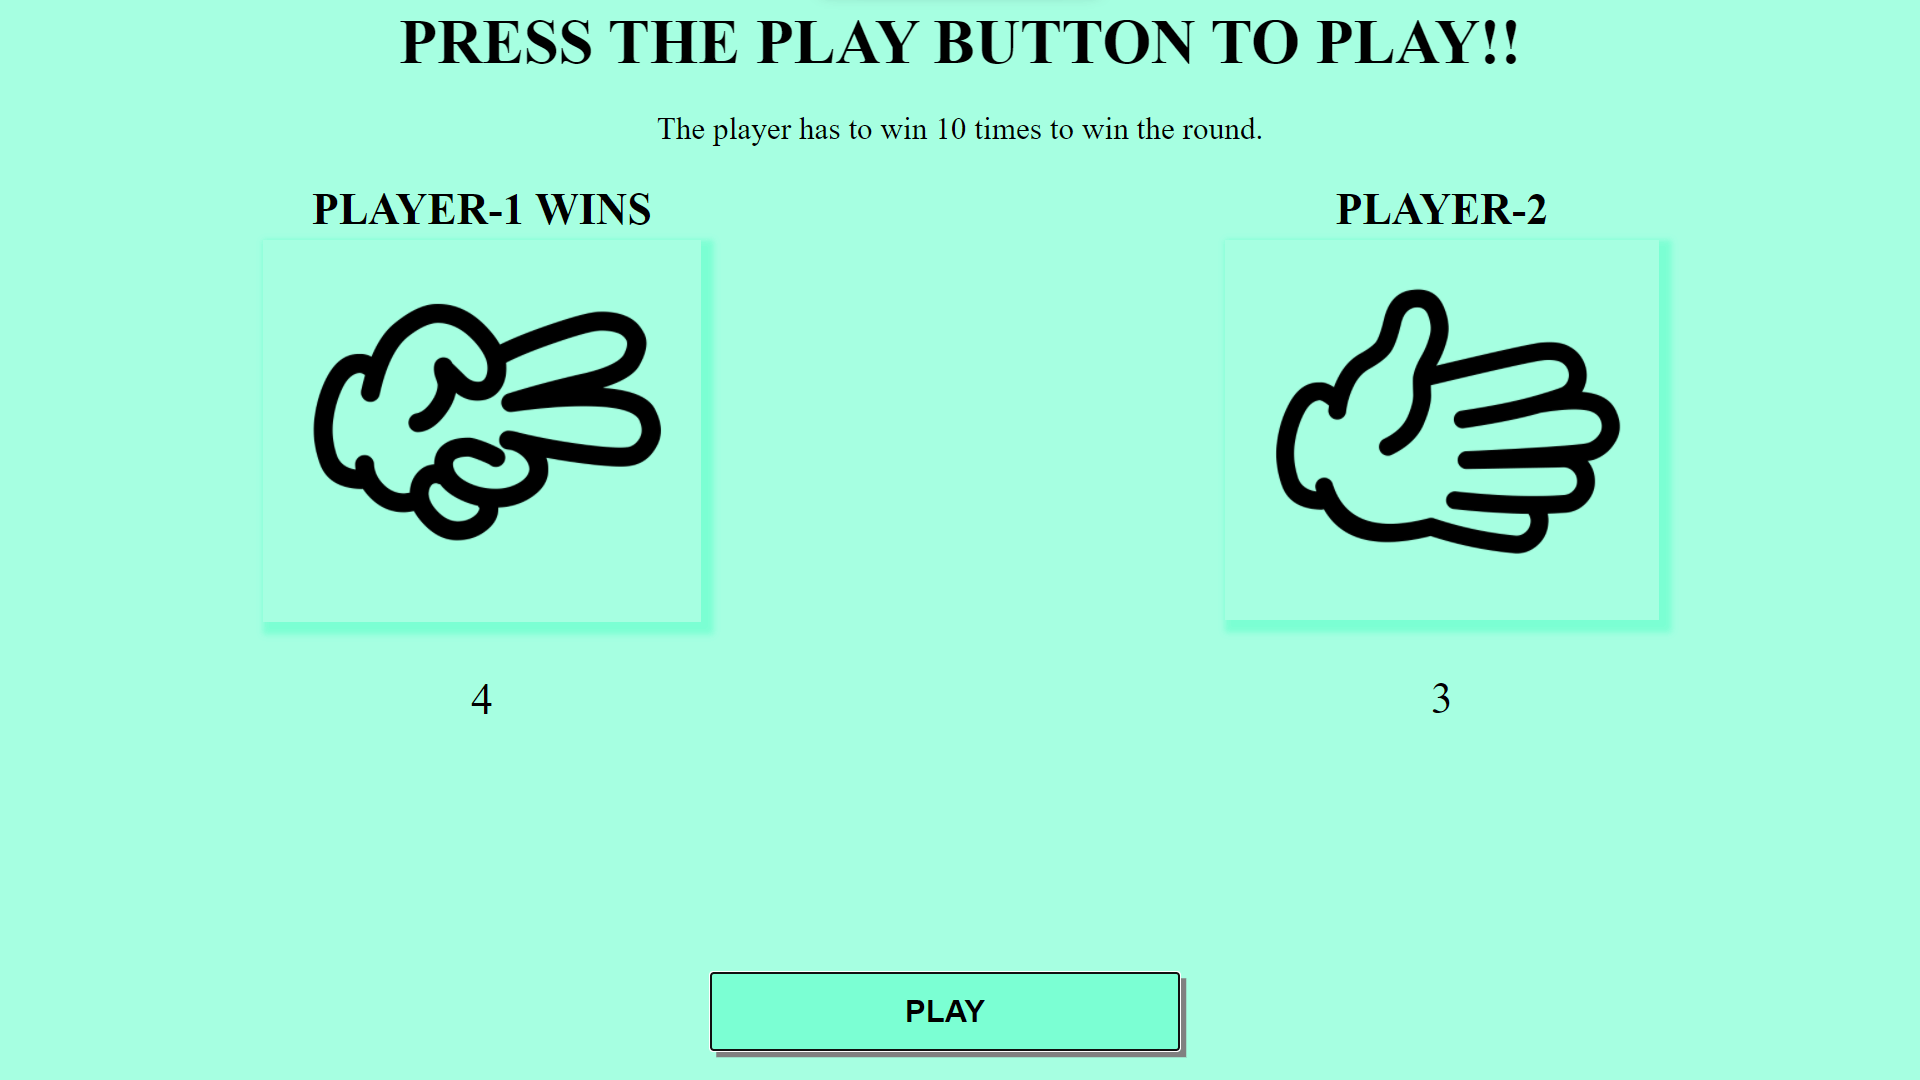 PRESS THE PLAY BUTTON TO PLAY!!
The player has to win 10 times to win the round.
PLAYER-1 WINS
PLAYER-2
4
3
PLAY